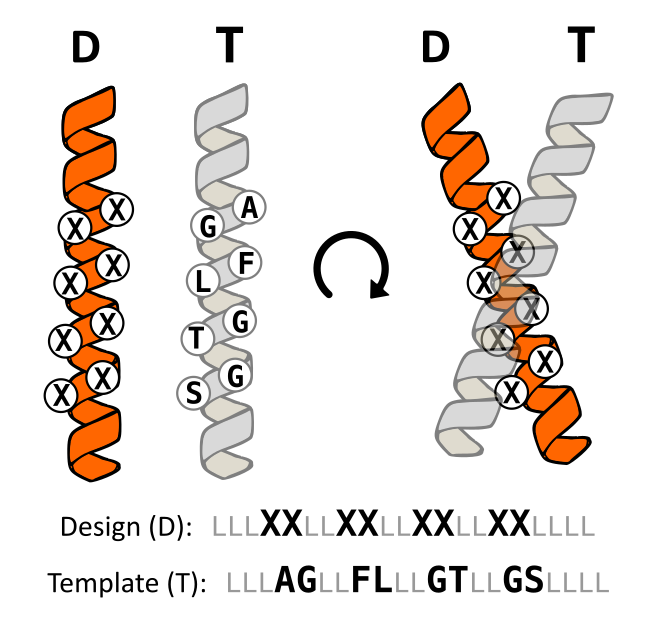 D T D T
X X G A X X
X X L F X X
X X T G X X
X X S G X X
Design (D): LLLXXLLXXLLXXLLXXLLLL
Template (T): LLLAGLLFLLLGTLLGSLLLL